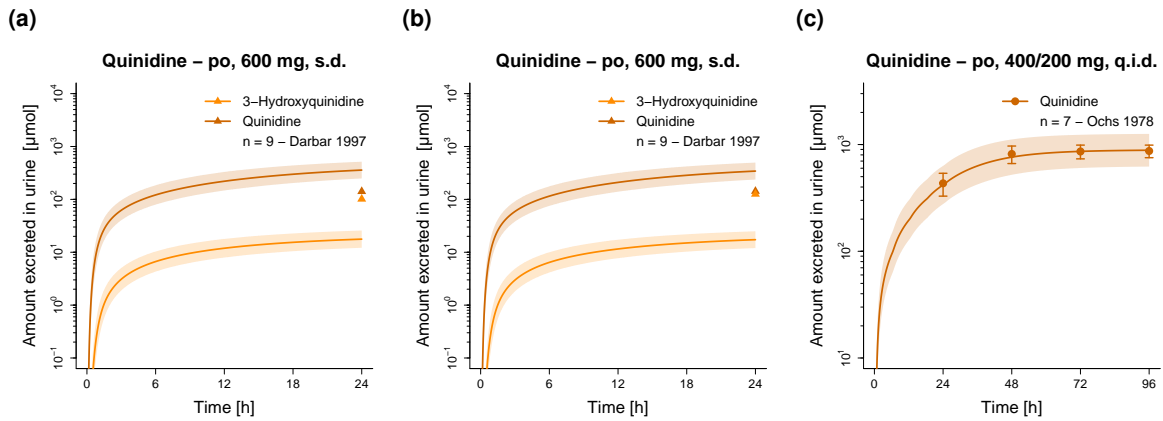 (a)
Quinidine – po, 600 mg, s.d.
Amount excreted in urine [µmol]
10⁴
10³
10²
10¹
10⁰
10⁻¹
3−Hydroxyquinidine
Quinidine
n = 9 – Darbar 1997
0 6 12 18 24
Time [h]
(b)
Quinidine – po, 600 mg, s.d.
Amount excreted in urine [µmol]
10⁴
10³
10²
10¹
10⁰
10⁻¹
3−Hydroxyquinidine
Quinidine
n = 9 – Darbar 1997
0 6 12 18 24
Time [h]
(c)
Quinidine – po, 400/200 mg, q.i.d.
Amount excreted in urine [µmol]
10³
10²
10¹
Quinidine
n = 7 – Ochs 1978
0 24 48 72 96
Time [h]